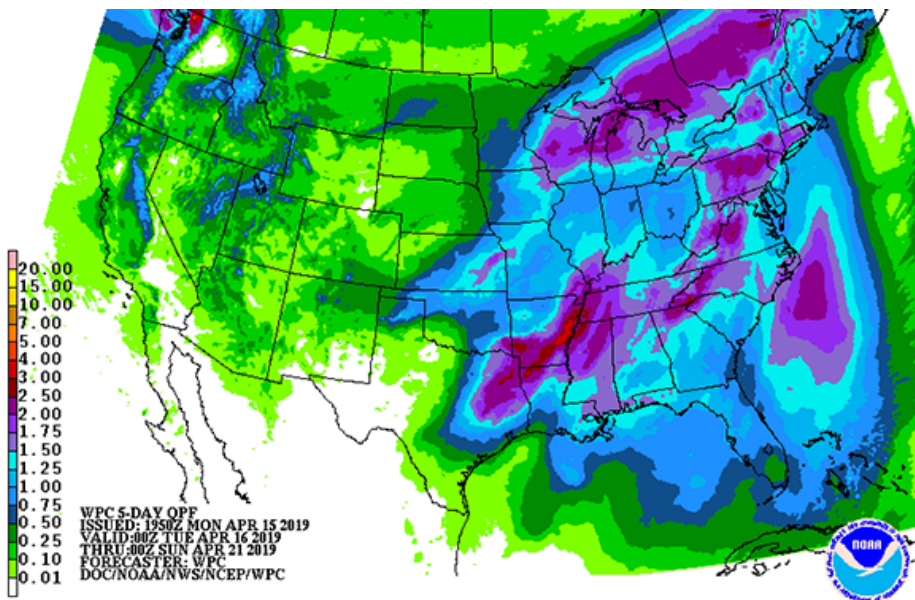 20.00
15.00
10.00
7.00
5.00
4.00
3.00
2.50
2.00
1.75
1.50
1.25
1.00
0.75
0.50
0.25
0.10
0.01
WPC 5-DAY QPF
ISSUED: 1950Z MON APR 15 2019
VALID:00Z TUE APR 16 2019
THRU:00Z SUN APR 21 2019
FORECASTER: WPC
DOC/NOAA/NWS/NCEP/WPC
NOAA